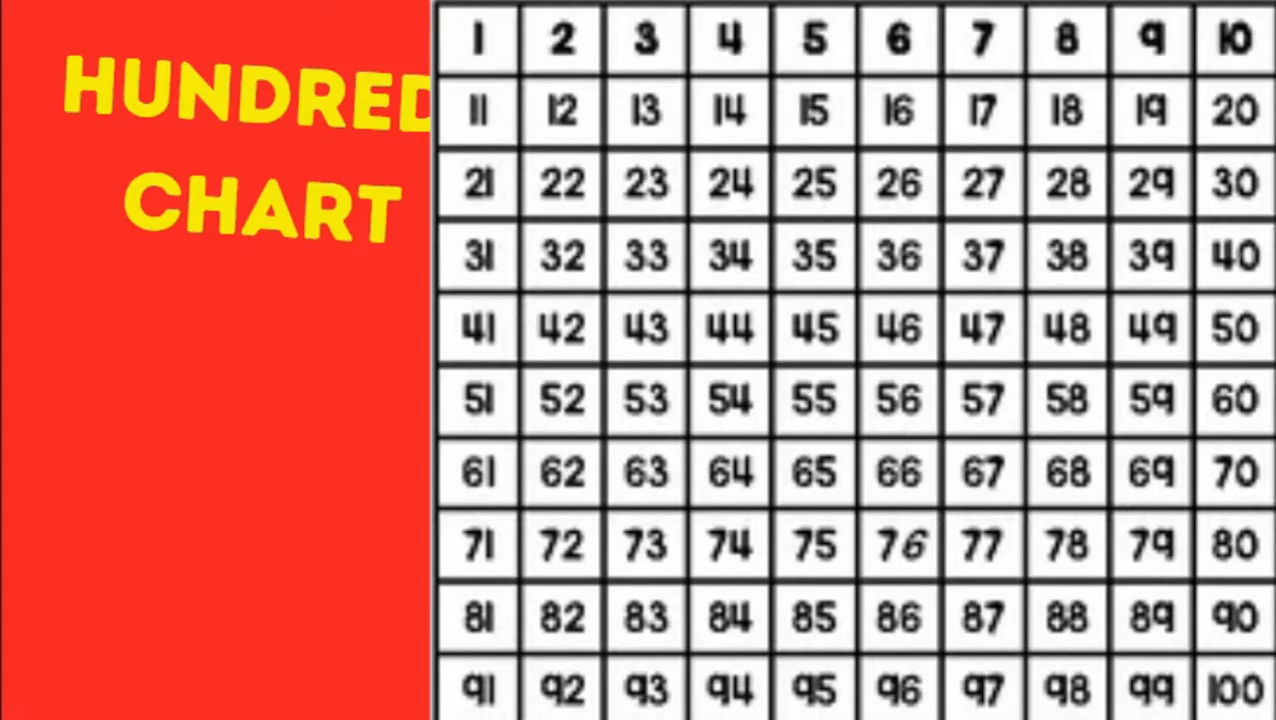 HUNDRED
CHART
1 2 3 4 5 6 7 8 9 10
11 12 13 14 15 16 17 18 19 20
21 22 23 24 25 26 27 28 29 30
31 32 33 34 35 36 37 38 39 40
41 42 43 44 45 46 47 48 49 50
51 52 53 54 55 56 57 58 59 60
61 62 63 64 65 66 67 68 69 70
71 72 73 74 75 76 77 78 79 80
81 82 83 84 85 86 87 88 89 90
91 92 93 94 95 96 97 98 99 100